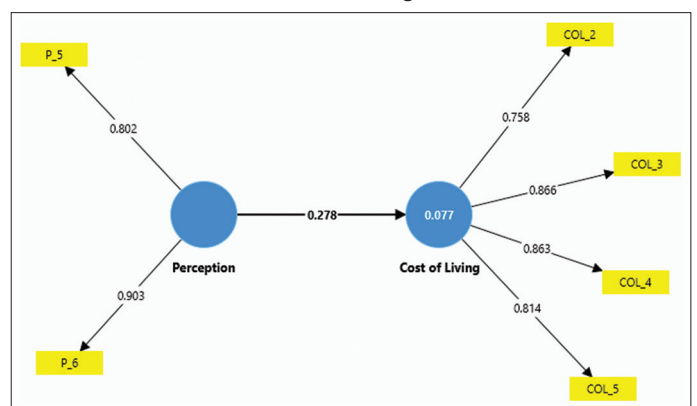 P_5
COL_2
0.802
0.758
COL_3
0.866
0.278
0.077
0.863
Perception
Cost of Living
COL_4
0.903
0.814
P_6
COL_5